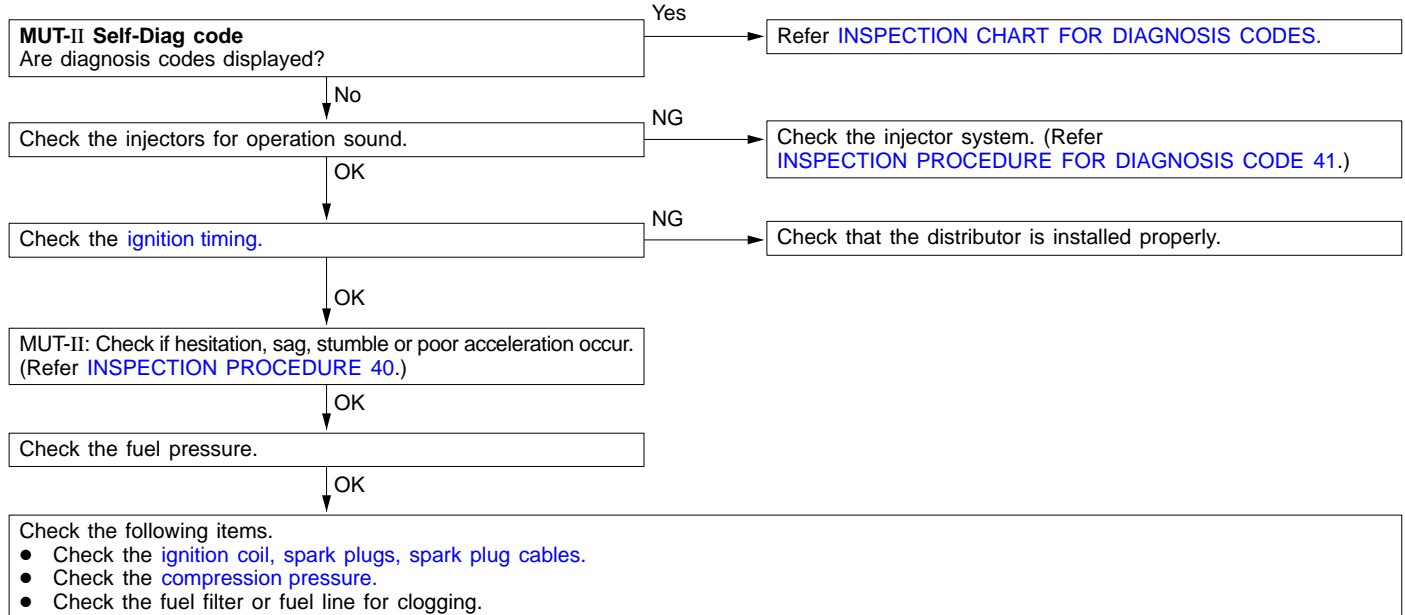 MUT-II Self-Diag code
Are diagnosis codes displayed?
Yes
Refer INSPECTION CHART FOR DIAGNOSIS CODES.
No
Check the injectors for operation sound.
NG
Check the injector system. (Refer
INSPECTION PROCEDURE FOR DIAGNOSIS CODE 41.)
OK
Check the ignition timing.
NG
Check that the distributor is installed properly.
OK
MUT-II: Check if hesitation, sag, stumble or poor acceleration occur.
(Refer INSPECTION PROCEDURE 40.)
OK
Check the fuel pressure.
OK
Check the following items.
● Check the ignition coil, spark plugs, spark plug cables.
● Check the compression pressure.
● Check the fuel filter or fuel line for clogging.